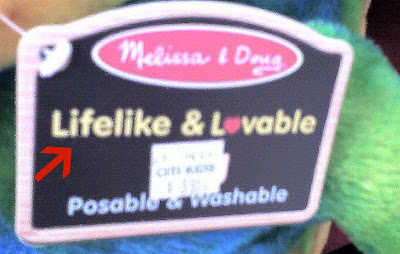 Melissa & Doug
Lifelike & Lovable
Posable & Washable